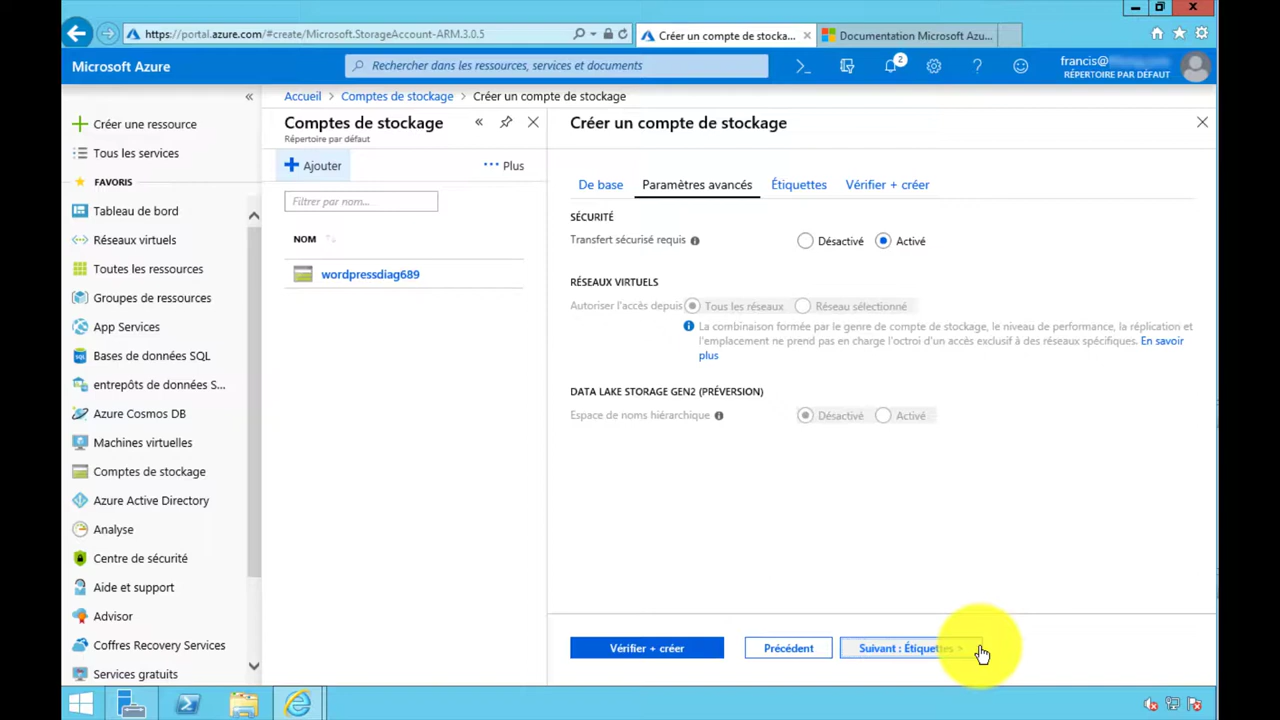 https://portal.azure.com/#create/Microsoft.StorageAccount-ARM.3.0.5
Créer un compte de stocka...
Documentation Microsoft Azu...
Microsoft Azure
Rechercher dans les ressources, services et documents
2
francis@
RÉPERTOIRE PAR DÉFAUT
Créer une ressource
Tous les services
FAVORIS
Tableau de bord
Réseaux virtuels
Toutes les ressources
Groupes de ressources
App Services
Bases de données SQL
entrepôts de données S...
Azure Cosmos DB
Machines virtuelles
Comptes de stockage
Azure Active Directory
Analyse
Centre de sécurité
Aide et support
Advisor
Coffres Recovery Services
Services gratuits
Accueil > Comptes de stockage > Créer un compte de stockage
Comptes de stockage
Répertoire par défaut
Ajouter
Plus
Filtrer par nom...
NOM
wordpressdiag689
Créer un compte de stockage
De base Paramètres avancés Étiquettes Vérifier + créer
SÉCURITÉ
Transfert sécurisé requis Désactivé Activé
RÉSEAUX VIRTUELS
Autoriser l'accès depuis Tous les réseaux Réseau sélectionné
La combinaison formée par le genre de compte de stockage, le niveau de performance, la réplication et
l'emplacement ne prend pas en charge l'octroi d'un accès exclusif à des réseaux spécifiques. En savoir
plus
DATA LAKE STORAGE GEN2 (PRÉVERSION)
Espace de noms hiérarchique Désactivé Activé
Vérifier + créer Précédent Suivant : Étiquettes >